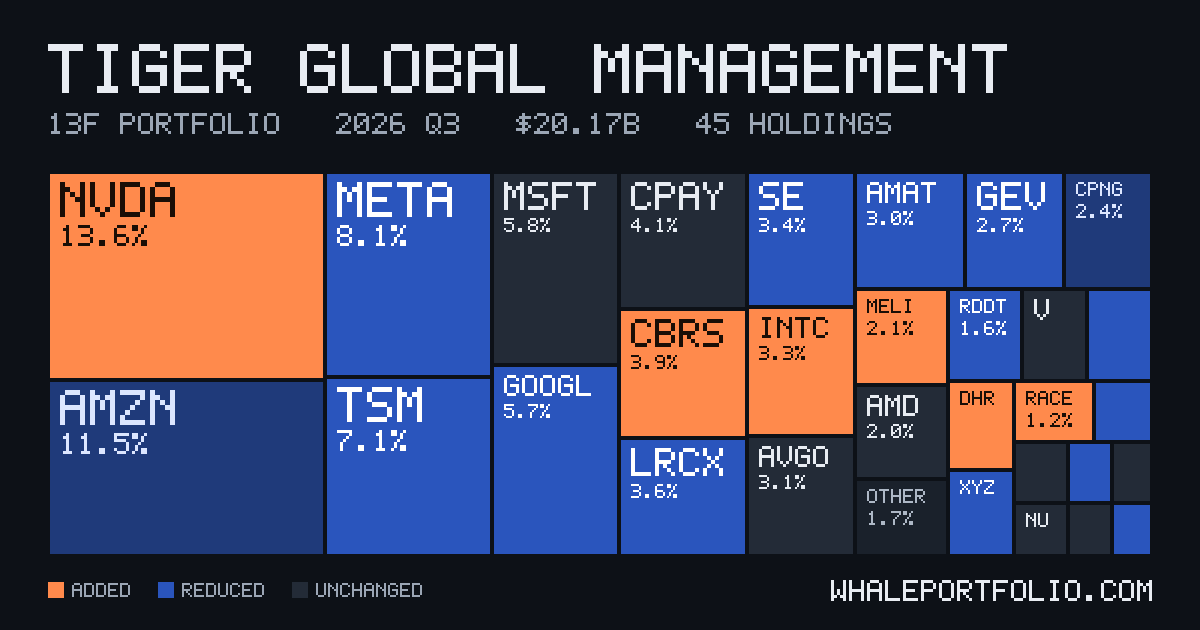 TIGER GLOBAL MANAGEMENT
13F PORTFOLIO 2026 Q3 $20.17B 45 HOLDINGS
NVDA
13.6%
AMZN
11.5%
META
8.1%
TSM
7.1%
MSFT
5.8%
GOOGL
5.7%
CPAY
4.1%
CBRS
3.9%
LRCX
3.6%
SE
3.4%
INTC
3.3%
AVGO
3.1%
AMAT
3.0%
GEV
2.7%
CPNG
2.4%
MELI
2.1%
AMD
2.0%
OTHER
1.7%
RDDT
1.6%
V
DHR
RACE
1.2%
XYZ
NU
ADDED REDUCED UNCHANGED
WHALEPORTFOLIO.COM